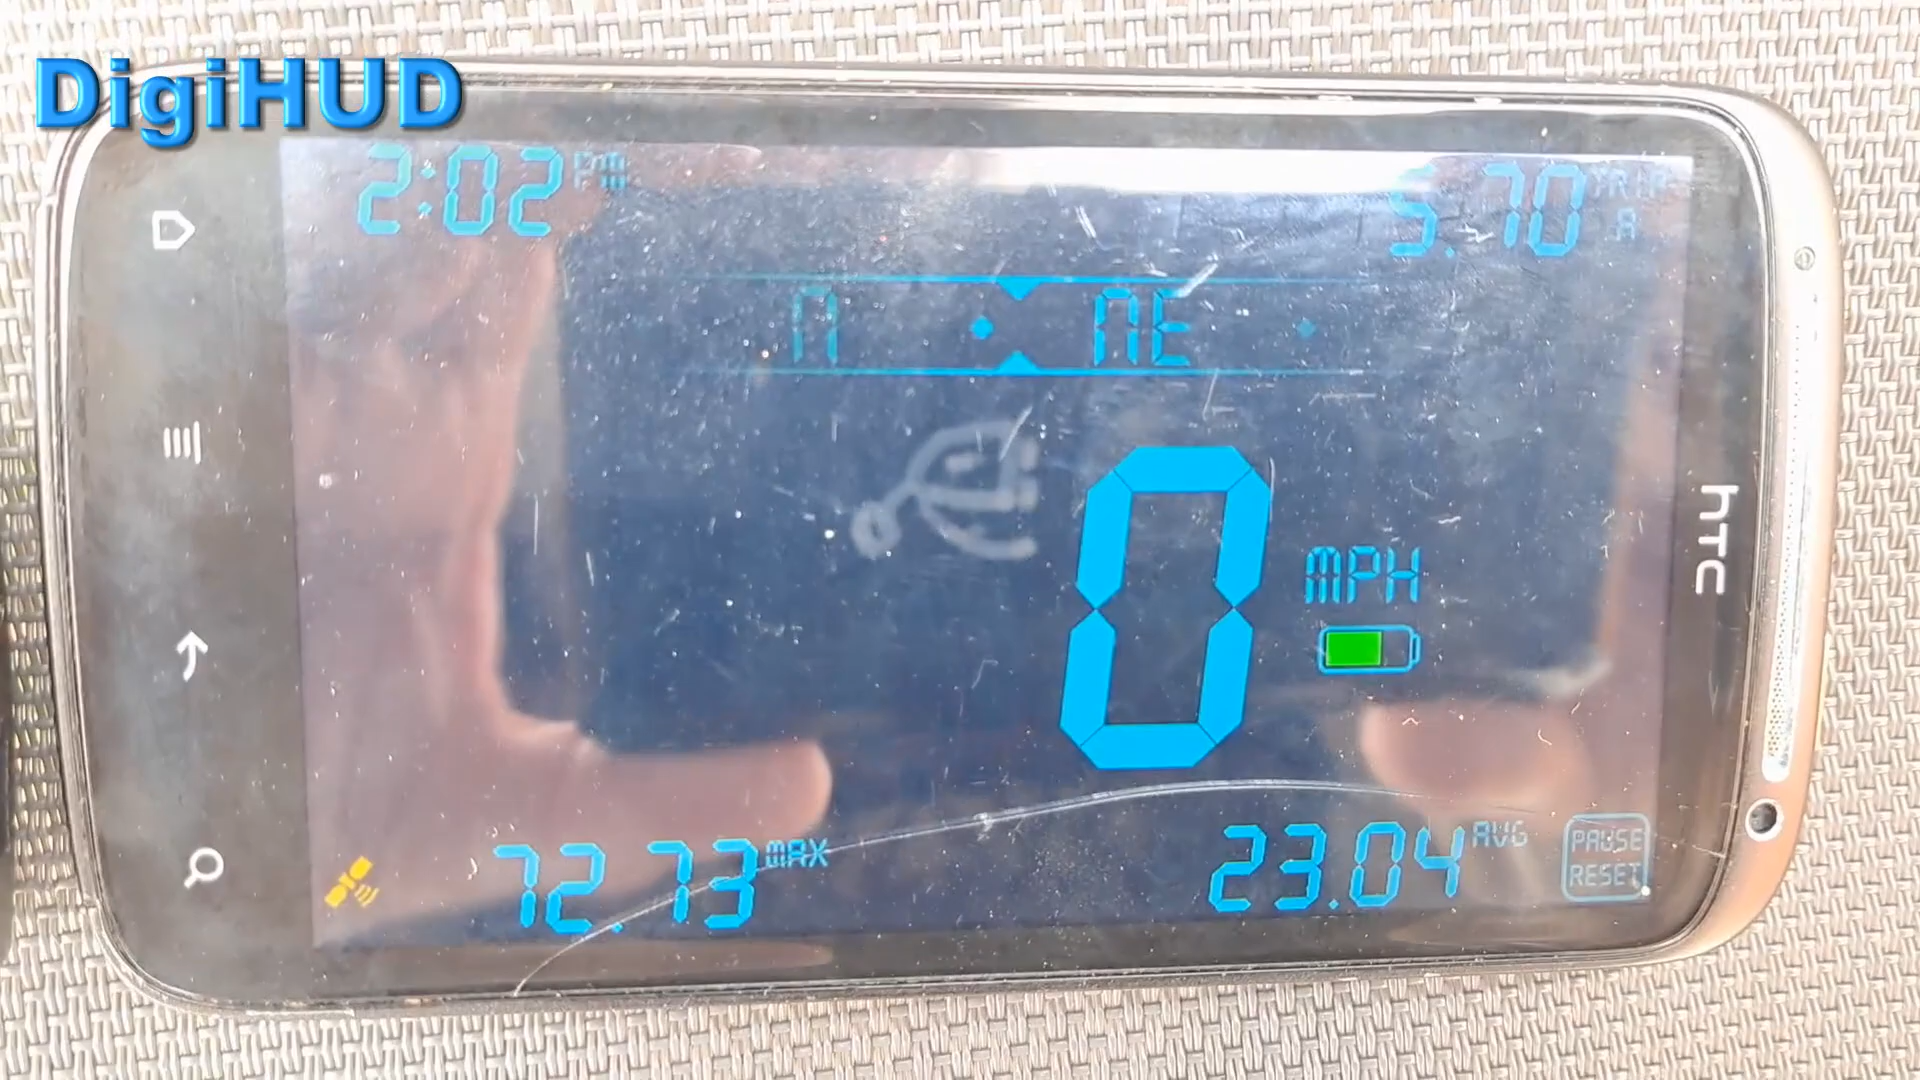 DigiHUD
2:02 PM
5.70 TRIP A
N NE
0 MPH
hTC
72.73 MAX
23.04 AVG
PAUSE
RESET